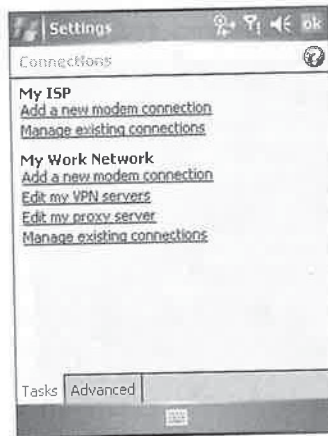 Settings
ok
Connections
?
My ISP
Add a new modem connection
Manage existing connections
My Work Network
Add a new modem connection
Edit my VPN servers
Edit my proxy server
Manage existing connections
Tasks Advanced